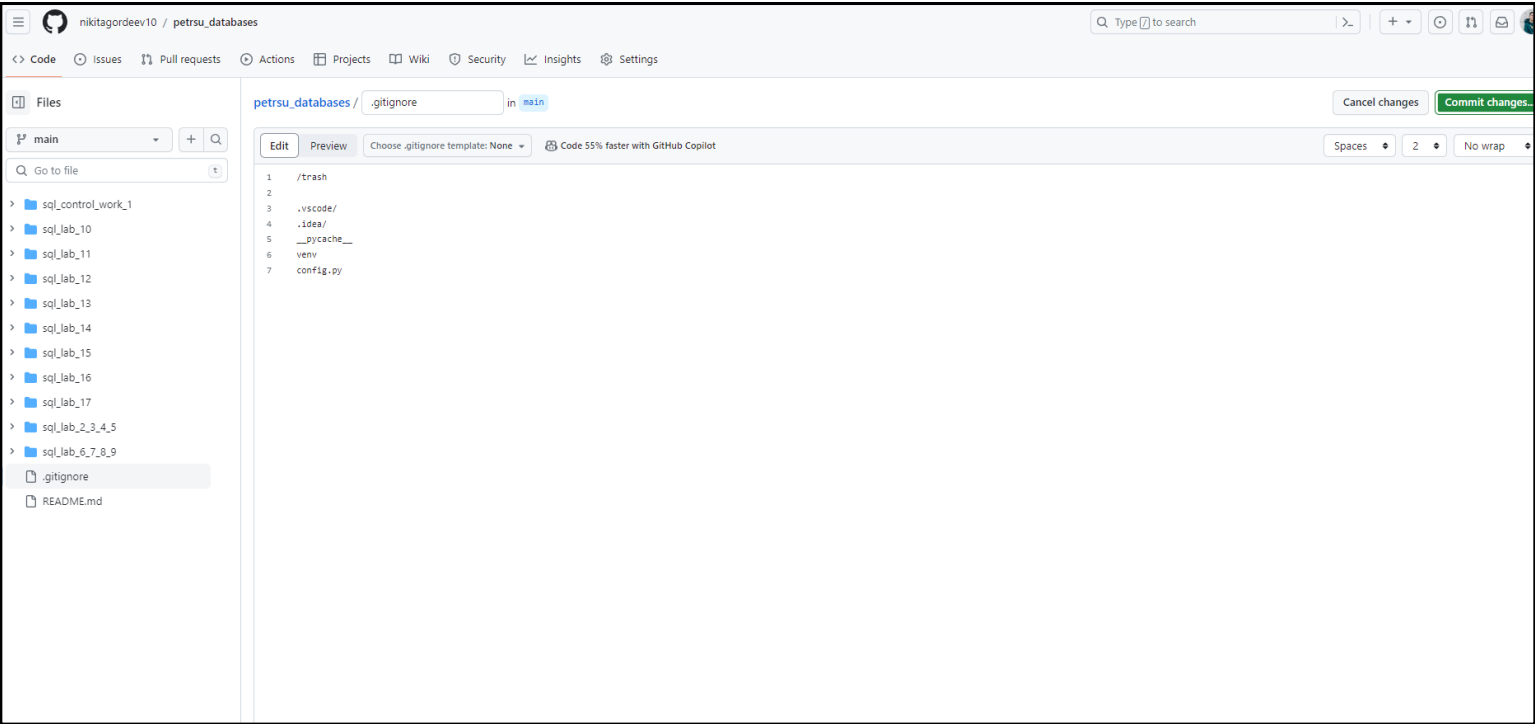 nikitagordeev10 / petrsu_databases
Type / to search
Code Issues Pull requests Actions Projects Wiki Security Insights Settings
Files
petrsu_databases / .gitignore in main
Cancel changes
Commit changes...
main
Edit Preview Choose .gitignore template: None Code 55% faster with GitHub Copilot
Spaces 2 No wrap
Go to file t
1 /trash
2
3 .vscode/
4 .idea/
5 __pycache__
6 venv
7 config.py
sql_control_work_1
sql_lab_10
sql_lab_11
sql_lab_12
sql_lab_13
sql_lab_14
sql_lab_15
sql_lab_16
sql_lab_17
sql_lab_2_3_4_5
sql_lab_6_7_8_9
.gitignore
README.md